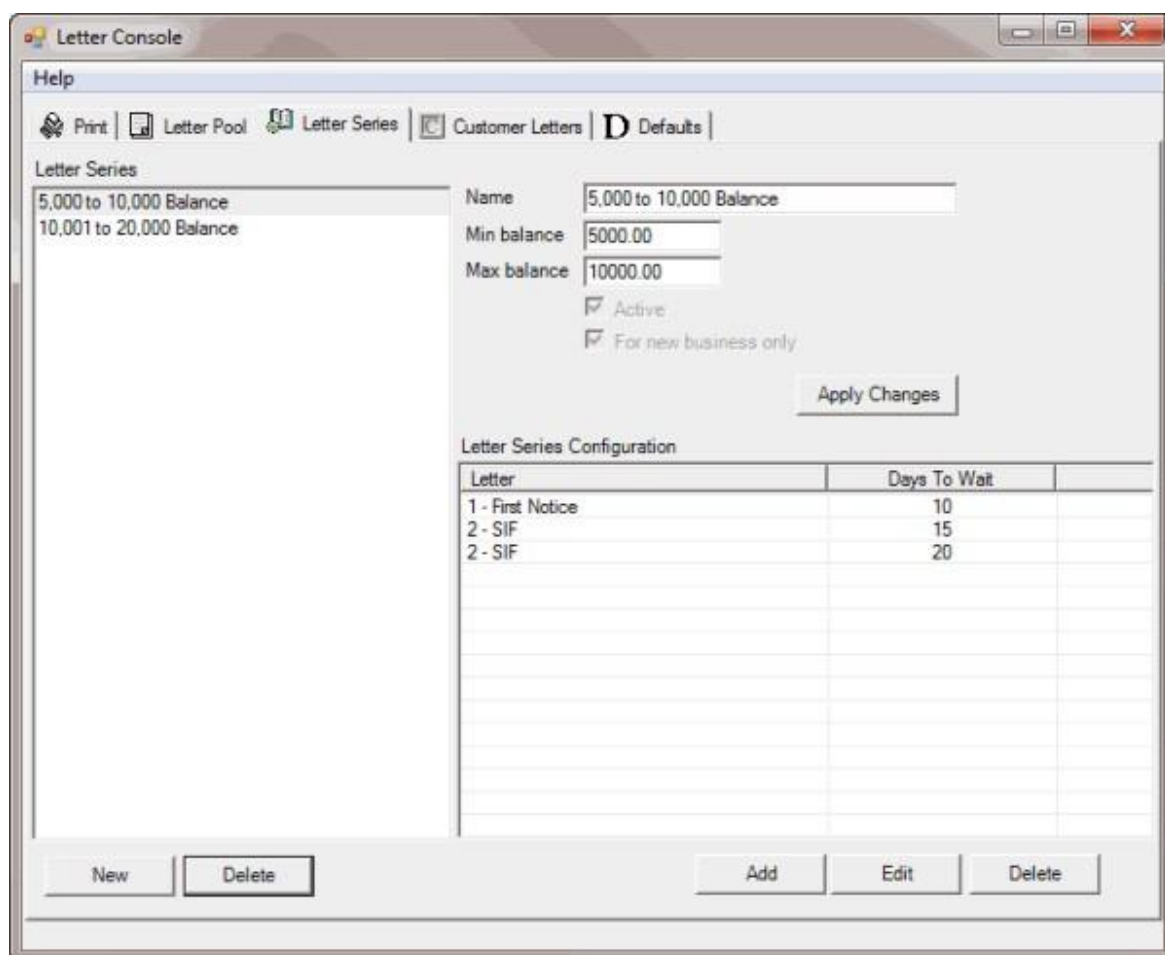 Letter Console
Help
Print Letter Pool Letter Series C Customer Letters D Defaults
Letter Series
5,000 to 10,000 Balance
10,001 to 20,000 Balance
Name 5,000 to 10,000 Balance
Min balance 5000.00
Max balance 10000.00
Active
For new business only
Apply Changes
Letter Series Configuration
Letter Days To Wait
1 - First Notice 10
2 - SIF 15
2 - SIF 20
New Delete Add Edit Delete